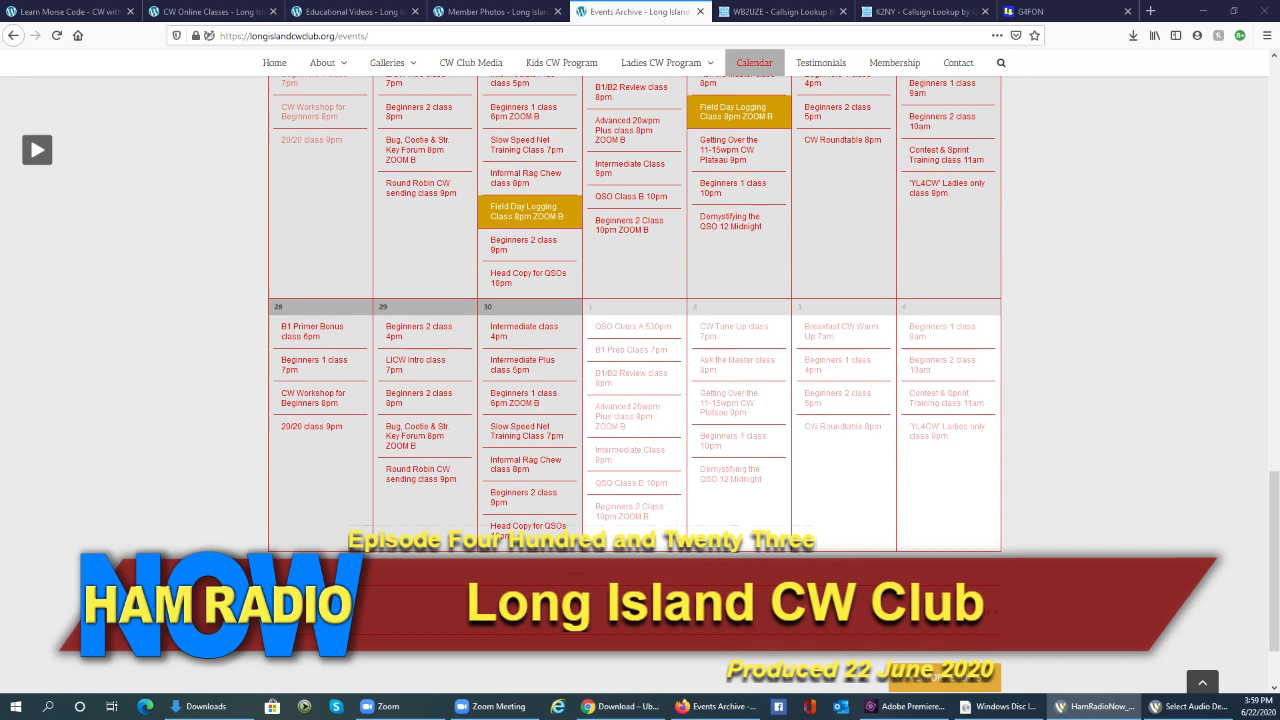 Learn Morse Code - CW with
CW Online Classes - Long Island
Educational Videos - Long Is
Member Photos - Long Island
Events Archive - Long Island
WB2UZE - Callsign Lookup b
K2NY - Callsign Lookup by Q
G4FON
https://longislandcwclub.org/events/
Home
About
Galleries
CW Club Media
Kids CW Program
Ladies CW Program
Calendar
Testimonials
Membership
Contact
7pm
CW Workshop for
Beginners 8pm
20/20 class 9pm
7pm
Beginners 2 class
8pm
Bug, Cootie & Str.
Key Forum 8pm
ZOOM B
Round Robin CW
sending class 9pm
class 5pm
Beginners 1 class
6pm ZOOM B
Slow Speed Net
Training Class 7pm
Informal Rag Chew
class 8pm
Field Day Logging
Class 8pm ZOOM B
Beginners 2 class
9pm
Head Copy for QSOs
10pm
B1/B2 Review class
8pm
Advanced 20wpm
Plus class 8pm
ZOOM B
Intermediate Class
9pm
QSO Class B 10pm
Beginners 2 Class
10pm ZOOM B
8pm
Field Day Logging
Class 8pm ZOOM B
Getting Over the
11-15wpm CW
Plateau 9pm
Beginners 1 class
10pm
Demystifying the
QSO 12 Midnight
4pm
Beginners 2 class
5pm
CW Roundtable 8pm
Beginners 1 class
9am
Beginners 2 class
10am
Contest & Sprint
Training class 11am
'YL4CW' Ladies only
class 9pm
28
B1 Primer Bonus
class 6pm
Beginners 1 class
7pm
CW Workshop for
Beginners 8pm
20/20 class 9pm
29
Beginners 2 class
4pm
LICW Intro class
7pm
Beginners 2 class
8pm
Bug, Cootie & Str.
Key Forum 8pm
ZOOM B
Round Robin CW
sending class 9pm
30
Intermediate class
4pm
Intermediate Plus
class 5pm
Beginners 1 class
6pm ZOOM B
Slow Speed Net
Training Class 7pm
Informal Rag Chew
class 8pm
Beginners 2 class
9pm
Head Copy for QSOs
1
QSO Class A 530pm
B1 Prep Class 7pm
B1/B2 Review class
8pm
Advanced 20wpm
Plus class 8pm
ZOOM B
Intermediate Class
9pm
QSO Class B 10pm
Beginners 2 Class
10pm ZOOM B
2
CW Tune Up class
7pm
Ask the Master class
8pm
Getting Over the
11-15wpm CW
Plateau 9pm
Beginners 1 class
10pm
Demystifying the
QSO 12 Midnight
3
Breakfast CW Warm
Up 7am
Beginners 1 class
4pm
Beginners 2 class
5pm
CW Roundtable 8pm
4
Beginners 1 class
9am
Beginners 2 class
10am
Contest & Sprint
Training class 11am
'YL4CW' Ladies only
class 9pm
Episode Four Hundred and Twenty Three
NOW
HAM RADIO
Long Island CW Club
Produced 22 June 2020
Downloads
Zoom
Zoom Meeting
Download – Ub...
Events Archive - ...
Adobe Premiere...
Windows Disc I...
HamRadioNow_...
Select Audio De...
3:59 PM
6/22/2020